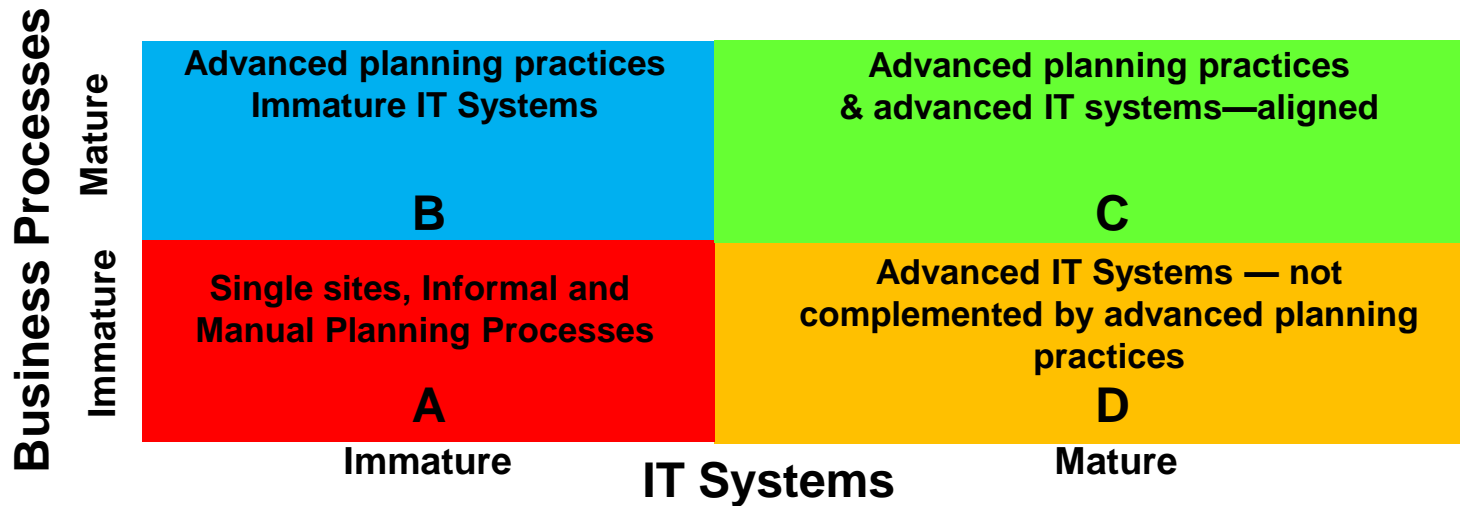 Business Processes
Mature
Immature
Advanced planning practices
Immature IT Systems
B
Advanced planning practices
& advanced IT systems—aligned
C
Single sites, Informal and
Manual Planning Processes
A
Advanced IT Systems — not
complemented by advanced planning
practices
D
Immature
Mature
IT Systems